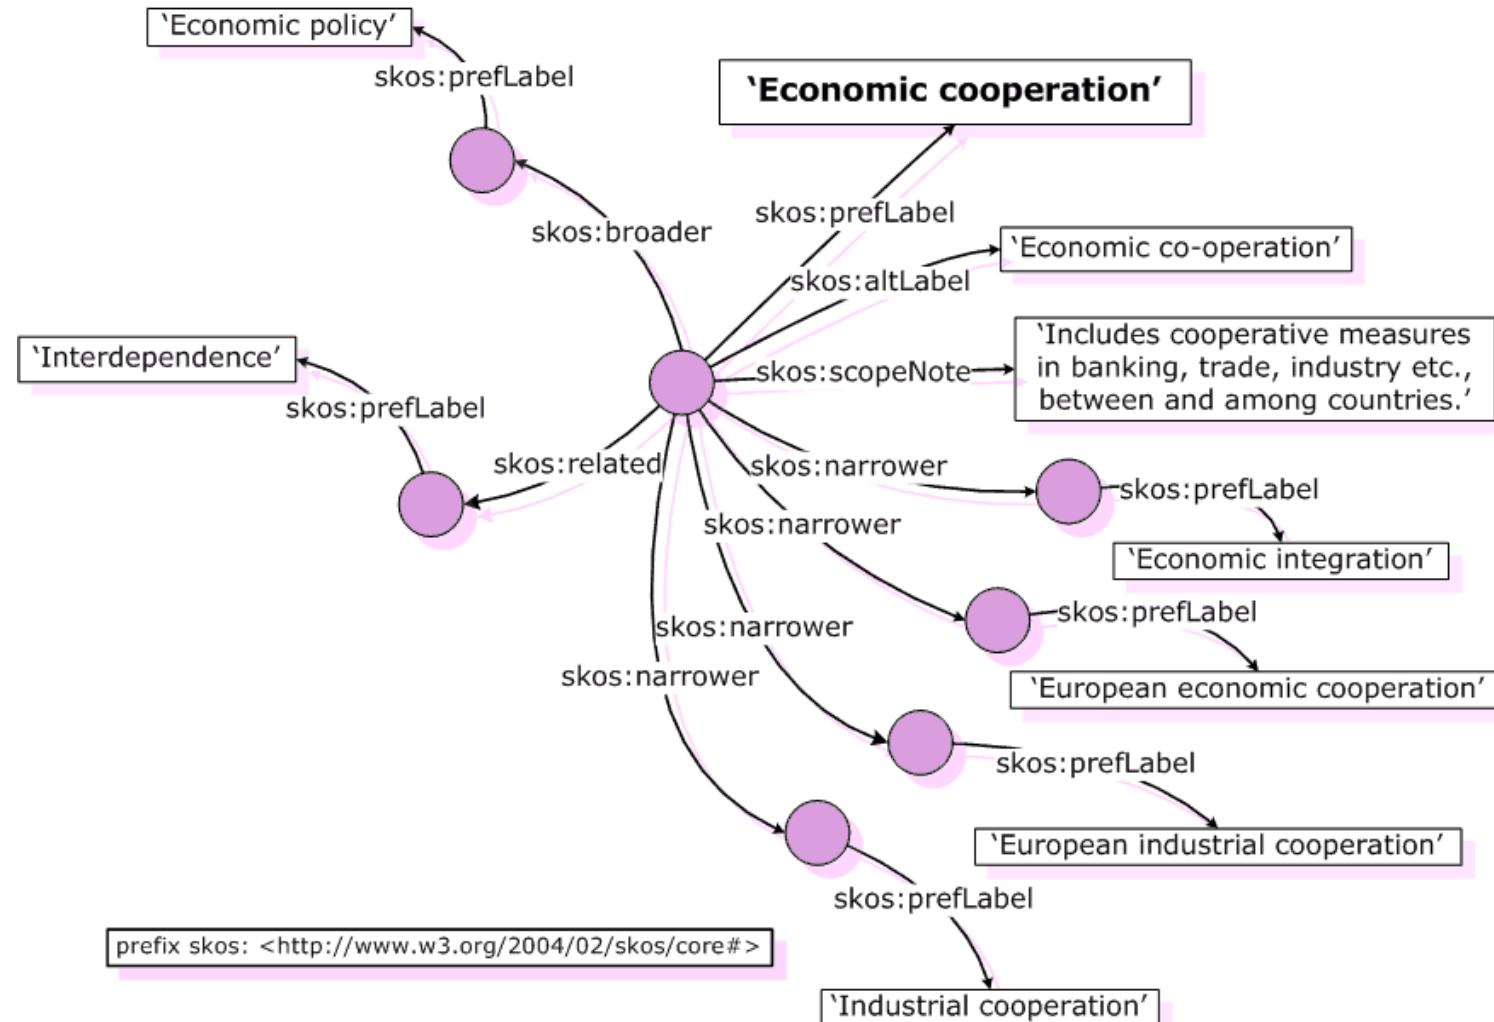 ‘Economic policy’
skos:prefLabel
‘Economic cooperation’
skos:prefLabel
skos:broader
‘Economic co-operation’
skos:altLabel
‘Includes cooperative measures
in banking, trade, industry etc.,
between and among countries.’
skos:scopeNote
‘Interdependence’
skos:prefLabel
skos:related
skos:narrower
skos:prefLabel
‘Economic integration’
skos:narrower
skos:prefLabel
‘European economic cooperation’
skos:narrower
skos:prefLabel
‘European industrial cooperation’
skos:narrower
skos:prefLabel
‘Industrial cooperation’
prefix skos: <http://www.w3.org/2004/02/skos/core#>